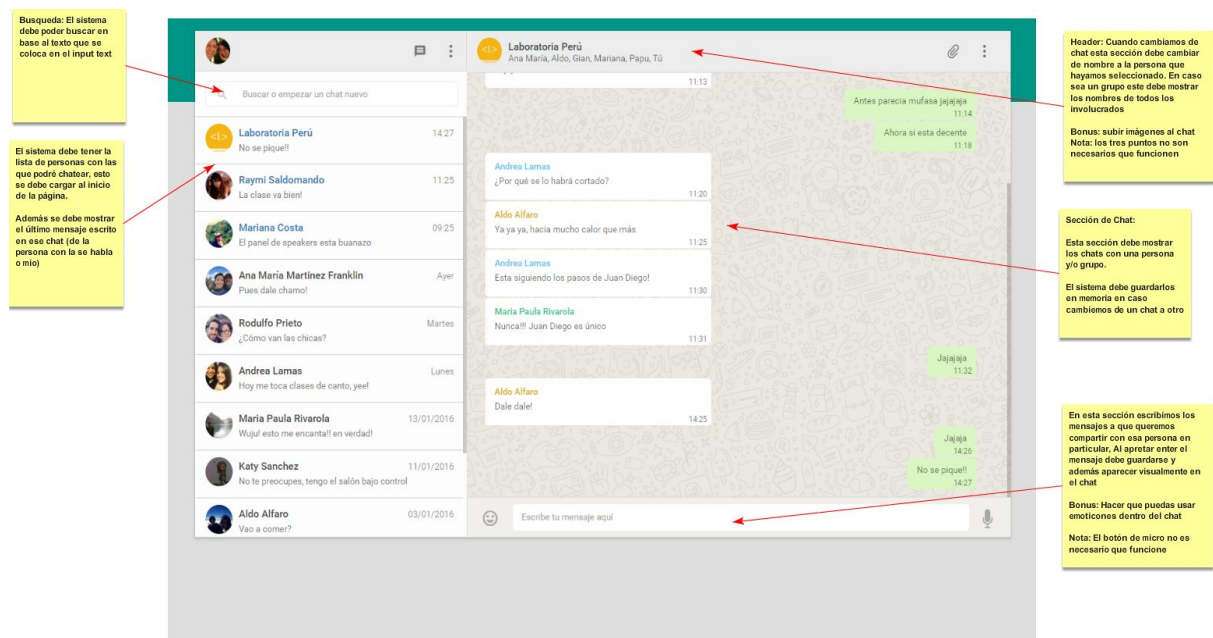 Busqueda: El sistema
debe poder buscar en
base al texto que se
coloca en el input text
El sistema debe tener la
lista de personas con las
que podré chatear, esto
se debe cargar al inicio
de la página.
Además se debe mostrar
el último mensaje escrito
en ese chat (de la
persona con la se habla
o mio)
Buscar o empezar un chat nuevo
Laboratoria Perú 14:27
No se pique!!
Raymi Saldomando 11:25
La clase va bien!
Mariana Costa 09:25
El panel de speakers esta buanazo
Ana María Martinez Franklin Ayer
Pues dale chamo!
Rodulfo Prieto Martes
¿Cómo van las chicas?
Andrea Lamas Lunes
Hoy me toca clases de canto, yee!
Maria Paula Rivarola 13/01/2016
Wuju! esto me encanta!! en verdad!
Katy Sanchez 11/01/2016
No te preocupes, tengo el salón bajo control
Aldo Alfaro 03/01/2016
Vao a comer?
Laboratoria Perú
Ana María, Aldo, Gian, Mariana, Papu, Tú
11:13
Antes parecia mufasa jajajaja
11:14
Ahora si esta decente
11:18
Andrea Lamas
¿Por qué se lo habrá cortado?
11:20
Aldo Alfaro
Ya ya ya, hacia mucho calor que más
11:25
Andrea Lamas
Esta siguiendo los pasos de Juan Diego!
11:30
Maria Paula Rivarola
Nunca!!! Juan Diego es único
11:31
Jajajaja
11:32
Aldo Alfaro
Dale dale!
14:25
Jajaja
14:26
No se pique!!
14:27
Escribe tu mensaje aquí
Header: Cuando cambiamos de
chat esta sección debe cambiar
de nombre a la persona que
hayamos seleccionado. En caso
sea un grupo este debe mostrar
los nombres de todos los
involucrados
Bonus: subir imágenes al chat
Nota: los tres puntos no son
necesarios que funcionen
Sección de Chat:
Esta sección debe mostrar
los chats con una persona
y/o grupo.
El sistema debe guardarlos
en memoria en caso
cambiemos de un chat a otro
En esta sección escribimos los
mensajes a que queremos
compartir con esa persona en
particular, Al apretar enter el
mensaje debe guardarse y
además aparecer visualmente en
el chat
Bonus: Hacer que puedas usar
emoticones dentro del chat
Nota: El botón de micro no es
necesario que funcione